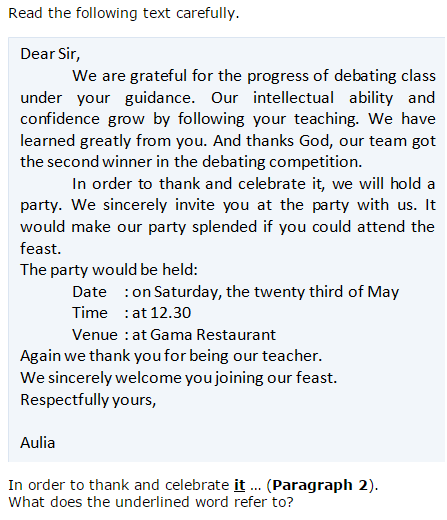 Read the following text carefully.
Dear Sir,
We are grateful for the progress of debating class
under your guidance. Our intellectual ability and
confidence grow by following your teaching. We have
learned greatly from you. And thanks God, our team got
the second winner in the debating competition.
In order to thank and celebrate it, we will hold a
party. We sincerely invite you at the party with us. It
would make our party splended if you could attend the
feast.
The party would be held:
Date : on Saturday, the twenty third of May
Time : at 12.30
Venue : at Gama Restaurant
Again we thank you for being our teacher.
We sincerely welcome you joining our feast.
Respectfully yours,
Aulia
In order to thank and celebrate it ... (Paragraph 2).
What does the underlined word refer to?